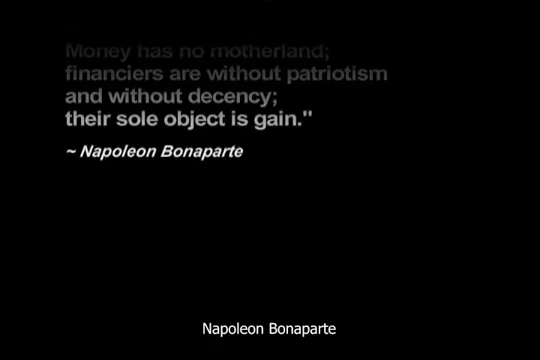 Money has no motherland;
financiers are without patriotism
and without decency;
their sole object is gain."
~ Napoleon Bonaparte
Napoleon Bonaparte